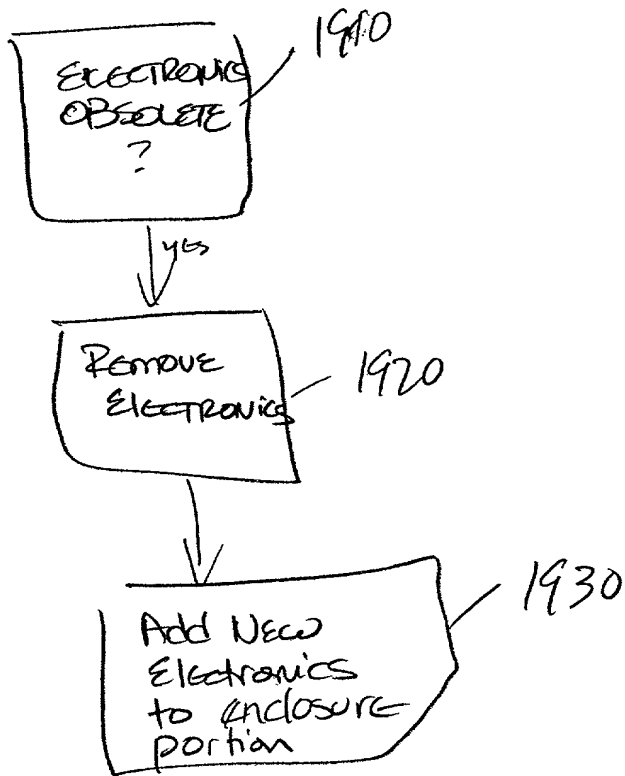 1910
ELECTRONICS
OBSOLETE
?
yes
Remove
Electronics
1920
1930
Add New
Electronics
to enclosure
portion